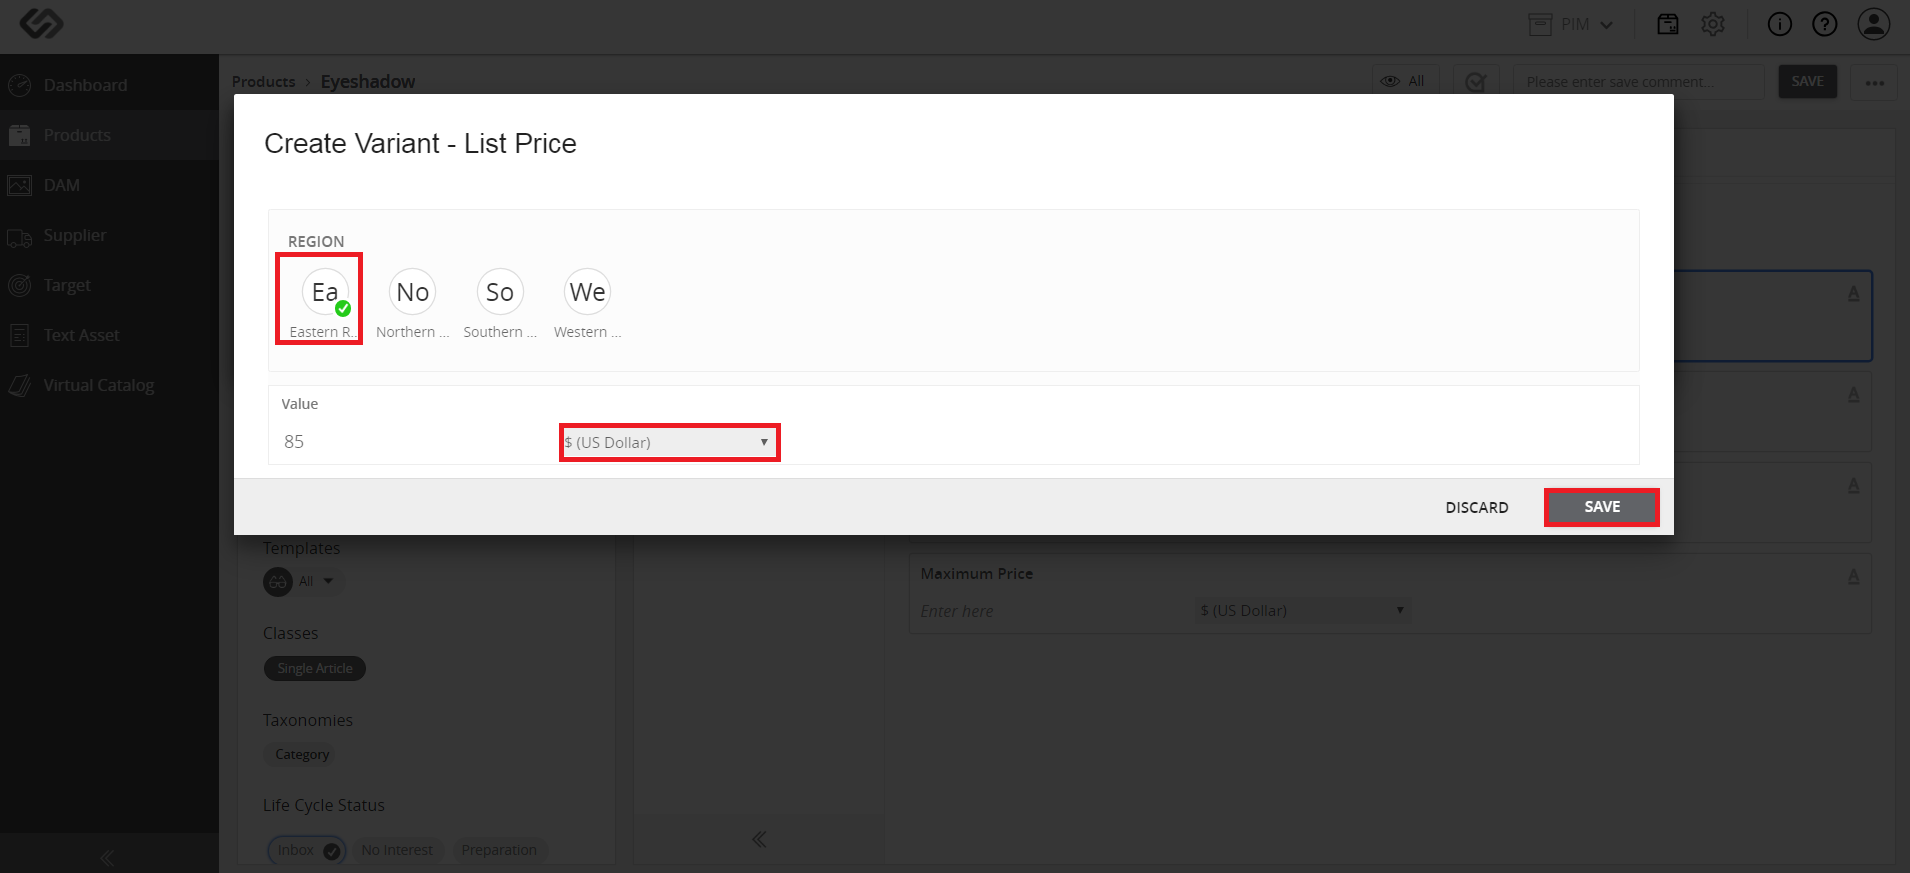 PIM
Dashboard
Products
DAM
Supplier
Target
Text Asset
Virtual Catalog
Products › Eyeshadow
All
Please enter save comment...
SAVE
Create Variant - List Price
REGION
Ea
No
So
We
Eastern R...
Northern ...
Southern ...
Western ...
Value
85
$ (US Dollar)
DISCARD
SAVE
Templates
All
Classes
Single Article
Taxonomies
Category
Life Cycle Status
Inbox
No Interest
Preparation
A
A
A
Maximum Price
A
Enter here
$ (US Dollar)